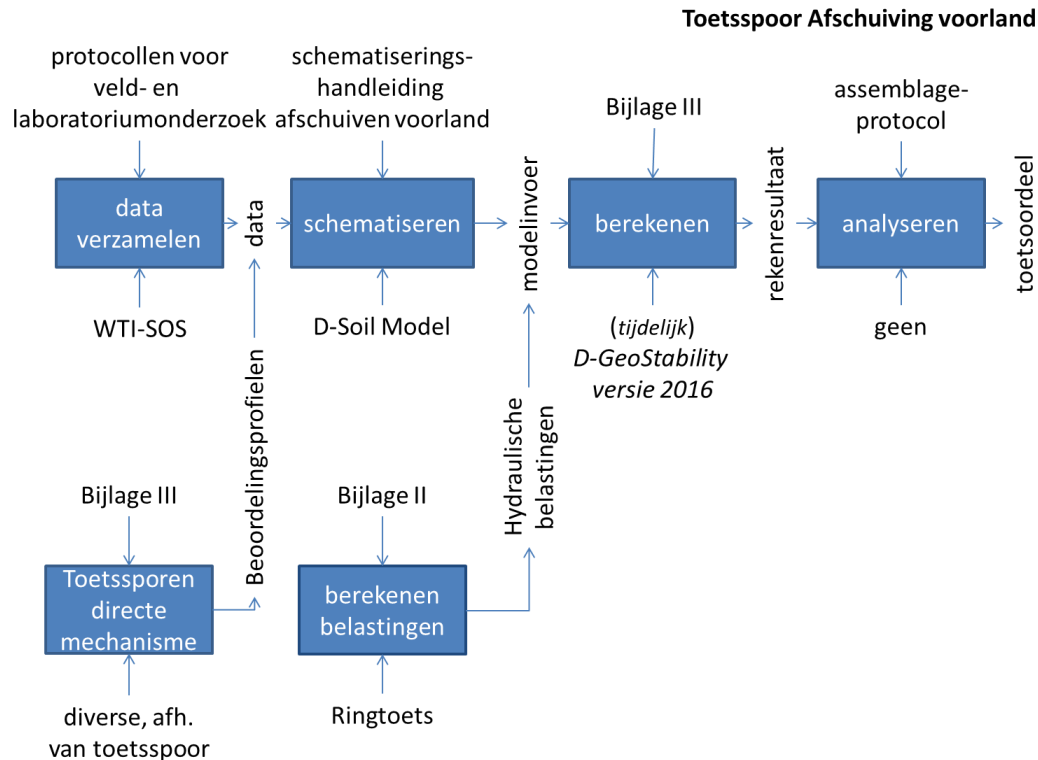 Toetsspoor Afschuiving voorland
protocollen voor
veld- en
laboratoriumonderzoek
schematiserings-
handleiding
afschuiven voorland
Bijlage III
assemblage-
protocol
data
verzamelen
data
schematiseren
modelinvoer
berekenen
rekenresultaat
analyseren
toetsoordeel
WTI-SOS
D-Soil Model
(tijdelijk)
D-GeoStability
versie 2016
geen
Beoordelingsprofielen
Hydraulische
belastingen
Bijlage III
Bijlage II
Toetssporen
directe
mechanisme
berekenen
belastingen
diverse, afh.
van toetsspoor
Ringtoets